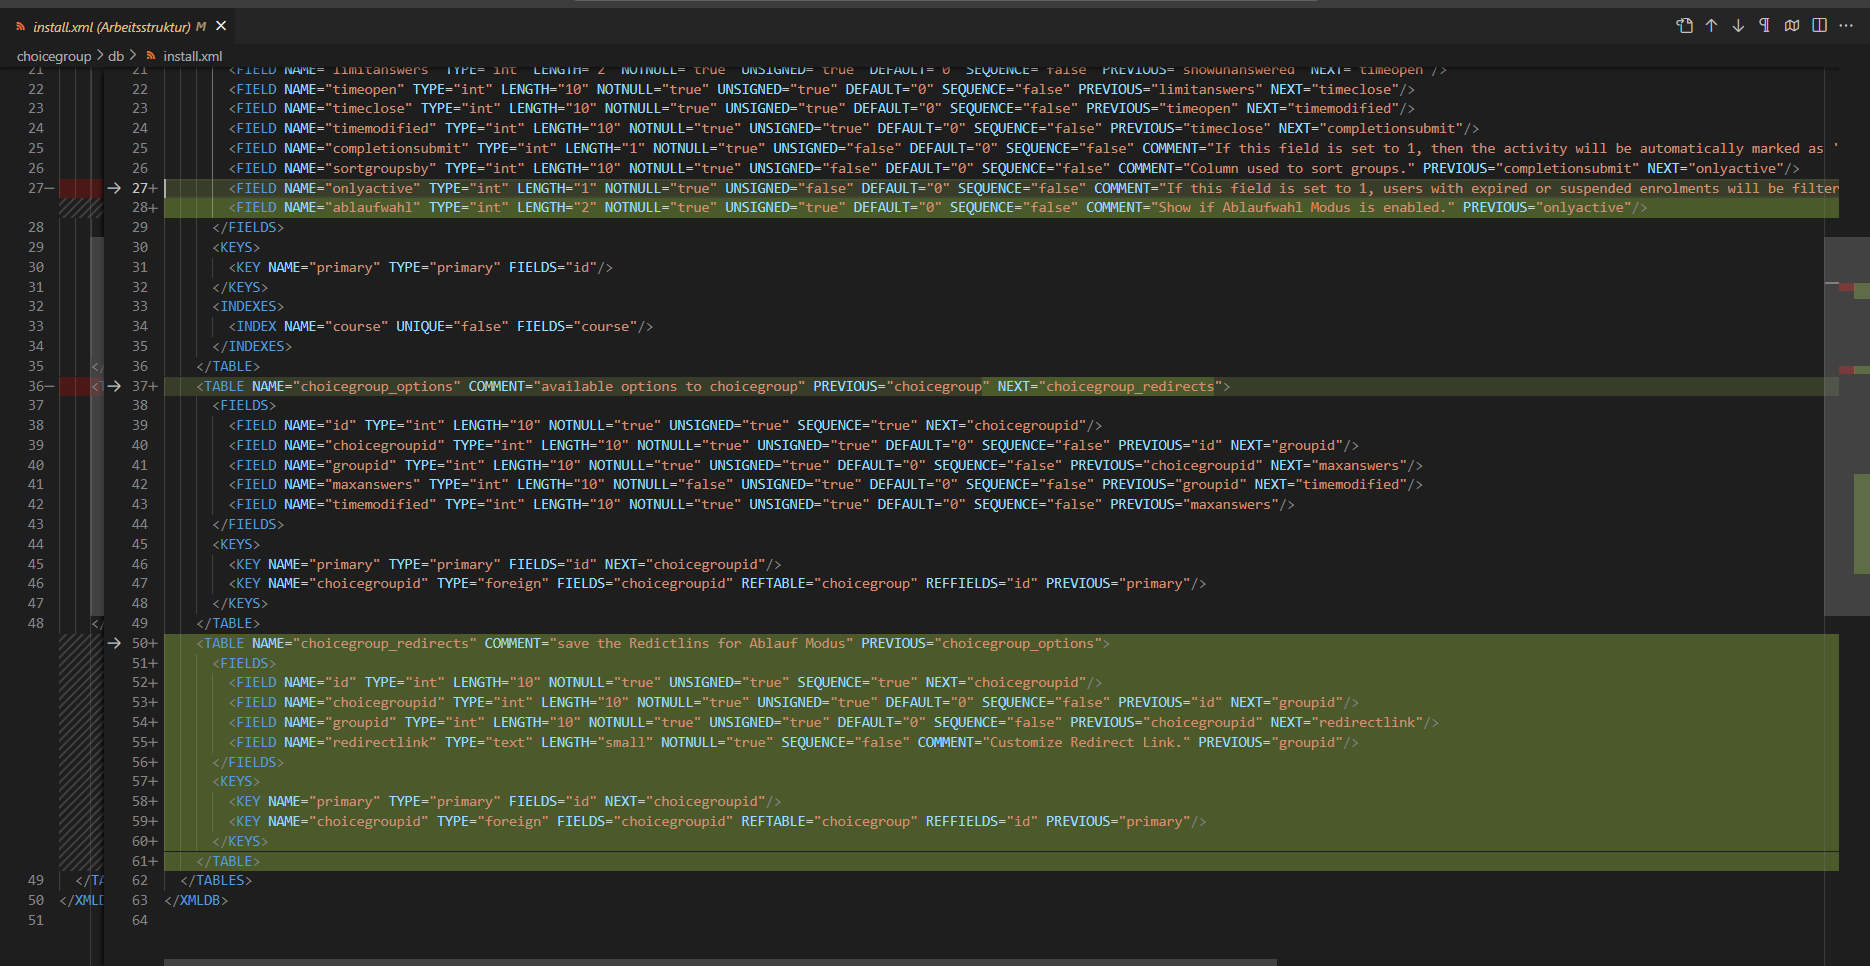 install.xml (Arbeitsstruktur) M
choicegroup > db > install.xml
21 21 <FIELD NAME="limitanswers" TYPE="int" LENGTH="2" NOTNULL="true" UNSIGNED="true" DEFAULT="0" SEQUENCE="false" PREVIOUS="showunanswered" NEXT="timeopen"/>
22 22 <FIELD NAME="timeopen" TYPE="int" LENGTH="10" NOTNULL="true" UNSIGNED="true" DEFAULT="0" SEQUENCE="false" PREVIOUS="limitanswers" NEXT="timeclose"/>
23 23 <FIELD NAME="timeclose" TYPE="int" LENGTH="10" NOTNULL="true" UNSIGNED="true" DEFAULT="0" SEQUENCE="false" PREVIOUS="timeopen" NEXT="timemodified"/>
24 24 <FIELD NAME="timemodified" TYPE="int" LENGTH="10" NOTNULL="true" UNSIGNED="true" DEFAULT="0" SEQUENCE="false" PREVIOUS="timeclose" NEXT="completionsubmit"/>
25 25 <FIELD NAME="completionsubmit" TYPE="int" LENGTH="1" NOTNULL="true" UNSIGNED="false" DEFAULT="0" SEQUENCE="false" COMMENT="If this field is set to 1, then the activity will be automatically marked as '
26 26 <FIELD NAME="sortgroupsby" TYPE="int" LENGTH="10" NOTNULL="true" UNSIGNED="false" DEFAULT="0" SEQUENCE="false" COMMENT="Column used to sort groups." PREVIOUS="completionsubmit" NEXT="onlyactive"/>
27− → 27+ <FIELD NAME="onlyactive" TYPE="int" LENGTH="1" NOTNULL="true" UNSIGNED="false" DEFAULT="0" SEQUENCE="false" COMMENT="If this field is set to 1, users with expired or suspended enrolments will be filter
28+ <FIELD NAME="ablaufwahl" TYPE="int" LENGTH="2" NOTNULL="true" UNSIGNED="true" DEFAULT="0" SEQUENCE="false" COMMENT="Show if Ablaufwahl Modus is enabled." PREVIOUS="onlyactive"/>
28 29 </FIELDS>
29 30 <KEYS>
30 31 <KEY NAME="primary" TYPE="primary" FIELDS="id"/>
31 32 </KEYS>
32 33 <INDEXES>
33 34 <INDEX NAME="course" UNIQUE="false" FIELDS="course"/>
34 35 </INDEXES>
35 </ 36 </TABLE>
36− <T → 37+ <TABLE NAME="choicegroup_options" COMMENT="available options to choicegroup" PREVIOUS="choicegroup" NEXT="choicegroup_redirects">
37 38 <FIELDS>
38 39 <FIELD NAME="id" TYPE="int" LENGTH="10" NOTNULL="true" UNSIGNED="true" SEQUENCE="true" NEXT="choicegroupid"/>
39 40 <FIELD NAME="choicegroupid" TYPE="int" LENGTH="10" NOTNULL="true" UNSIGNED="true" DEFAULT="0" SEQUENCE="false" PREVIOUS="id" NEXT="groupid"/>
40 41 <FIELD NAME="groupid" TYPE="int" LENGTH="10" NOTNULL="true" UNSIGNED="true" DEFAULT="0" SEQUENCE="false" PREVIOUS="choicegroupid" NEXT="maxanswers"/>
41 42 <FIELD NAME="maxanswers" TYPE="int" LENGTH="10" NOTNULL="false" UNSIGNED="true" DEFAULT="0" SEQUENCE="false" PREVIOUS="groupid" NEXT="timemodified"/>
42 43 <FIELD NAME="timemodified" TYPE="int" LENGTH="10" NOTNULL="true" UNSIGNED="true" DEFAULT="0" SEQUENCE="false" PREVIOUS="maxanswers"/>
43 44 </FIELDS>
44 45 <KEYS>
45 46 <KEY NAME="primary" TYPE="primary" FIELDS="id" NEXT="choicegroupid"/>
46 47 <KEY NAME="choicegroupid" TYPE="foreign" FIELDS="choicegroupid" REFTABLE="choicegroup" REFFIELDS="id" PREVIOUS="primary"/>
47 48 </KEYS>
48 </ 49 </TABLE>
→ 50+ <TABLE NAME="choicegroup_redirects" COMMENT="save the Redictlins for Ablauf Modus" PREVIOUS="choicegroup_options">
51+ <FIELDS>
52+ <FIELD NAME="id" TYPE="int" LENGTH="10" NOTNULL="true" UNSIGNED="true" SEQUENCE="true" NEXT="choicegroupid"/>
53+ <FIELD NAME="choicegroupid" TYPE="int" LENGTH="10" NOTNULL="true" UNSIGNED="true" DEFAULT="0" SEQUENCE="false" PREVIOUS="id" NEXT="groupid"/>
54+ <FIELD NAME="groupid" TYPE="int" LENGTH="10" NOTNULL="true" UNSIGNED="true" DEFAULT="0" SEQUENCE="false" PREVIOUS="choicegroupid" NEXT="redirectlink"/>
55+ <FIELD NAME="redirectlink" TYPE="text" LENGTH="small" NOTNULL="true" SEQUENCE="false" COMMENT="Customize Redirect Link." PREVIOUS="groupid"/>
56+ </FIELDS>
57+ <KEYS>
58+ <KEY NAME="primary" TYPE="primary" FIELDS="id" NEXT="choicegroupid"/>
59+ <KEY NAME="choicegroupid" TYPE="foreign" FIELDS="choicegroupid" REFTABLE="choicegroup" REFFIELDS="id" PREVIOUS="primary"/>
60+ </KEYS>
61+ </TABLE>
49 </TA 62 </TABLES>
50 </XMLD 63 </XMLDB>
51 64